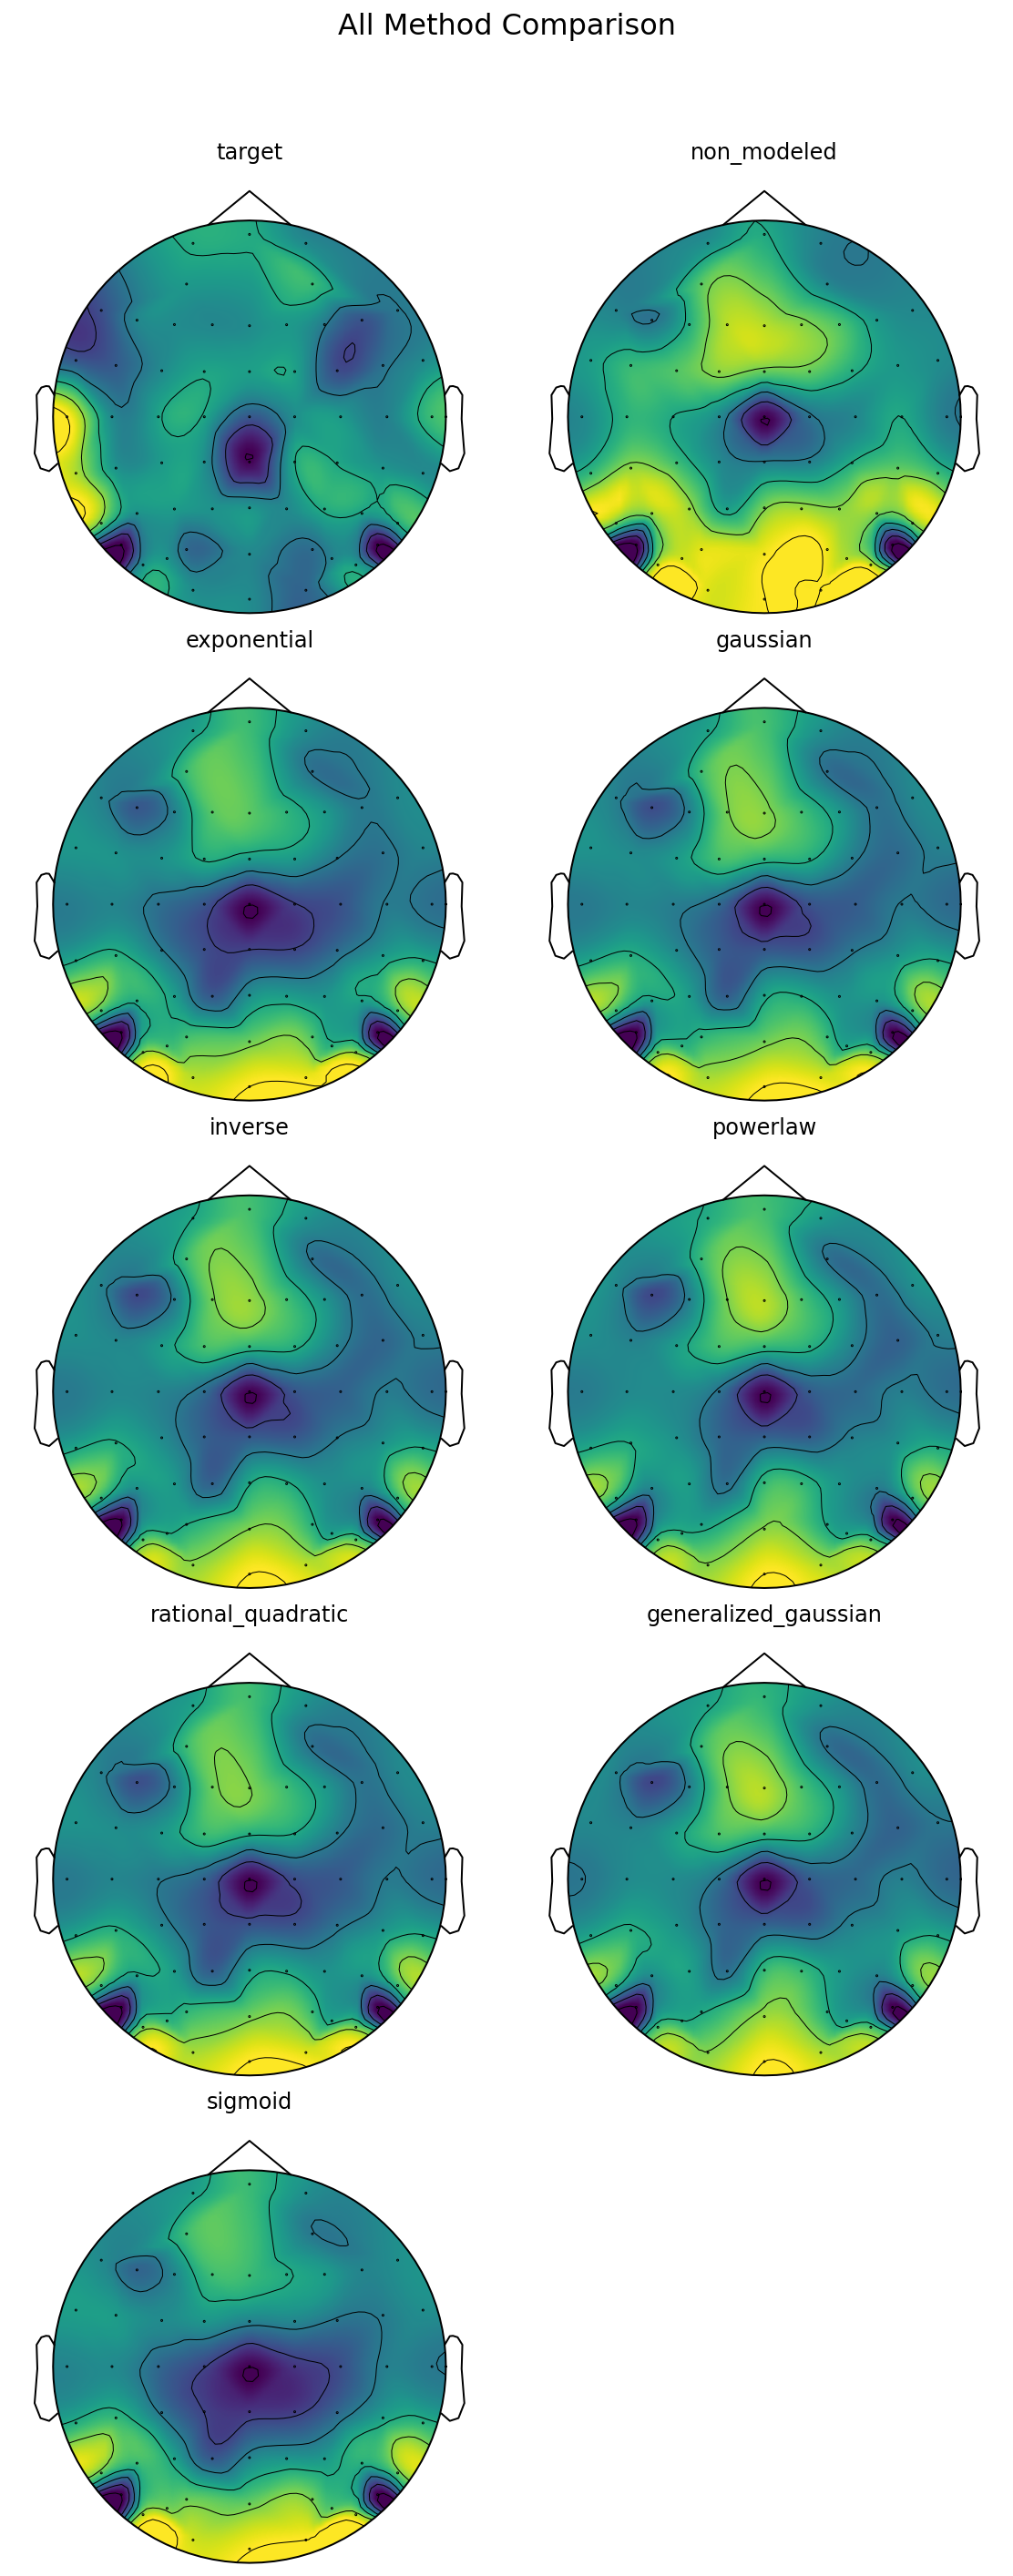 All Method Comparison
target
non_modeled
exponential
gaussian
inverse
powerlaw
rational_quadratic
generalized_gaussian
sigmoid